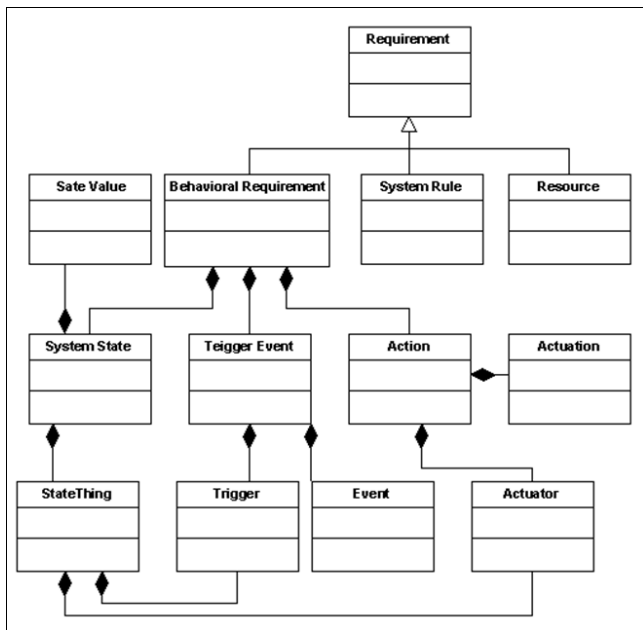 Requirement
Sate Value
Behavioral Requirement
System Rule
Resource
System State
Teigger Event
Action
Actuation
StateThing
Trigger
Event
Actuator